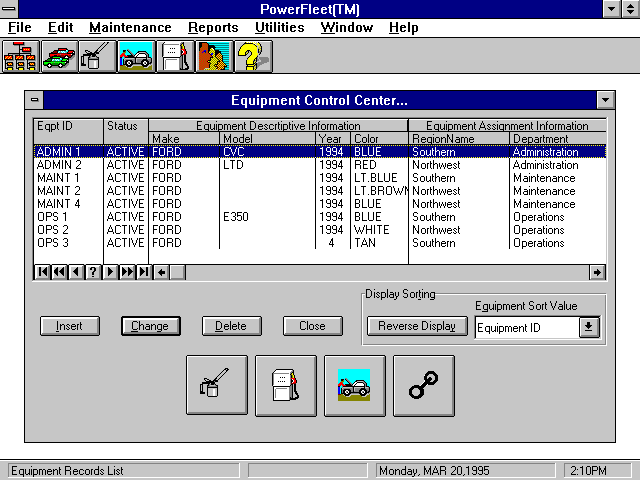 PowerFleet[TM]
File Edit Maintenance Reports Utilities Window Help
Equipment Control Center...
Eqpt ID Status Equipment Descrtiptive Information Equipment Assignment Information
Make Model Year Color RegionName Department
ADMIN 1 ACTIVE FORD CVC 1994 BLUE Southern Administration
ADMIN 2 ACTIVE FORD LTD 1994 RED Northwest Administration
MAINT 1 ACTIVE FORD 1994 LT.BLUE Southern Maintenance
MAINT 2 ACTIVE FORD 1994 LT.BROWN Northwest Maintenance
MAINT 4 ACTIVE FORD 1994 BLUE Northwest Maintenance
OPS 1 ACTIVE FORD E350 1994 BLUE Southern Operations
OPS 2 ACTIVE FORD 1994 WHITE Northwest Operations
OPS 3 ACTIVE FORD 4 TAN Southern Operations
?
Display Sorting
Equipment Sort Value
Insert Change Delete Close Reverse Display Equipment ID
Equipment Records List Monday, MAR 20,1995 2:10PM